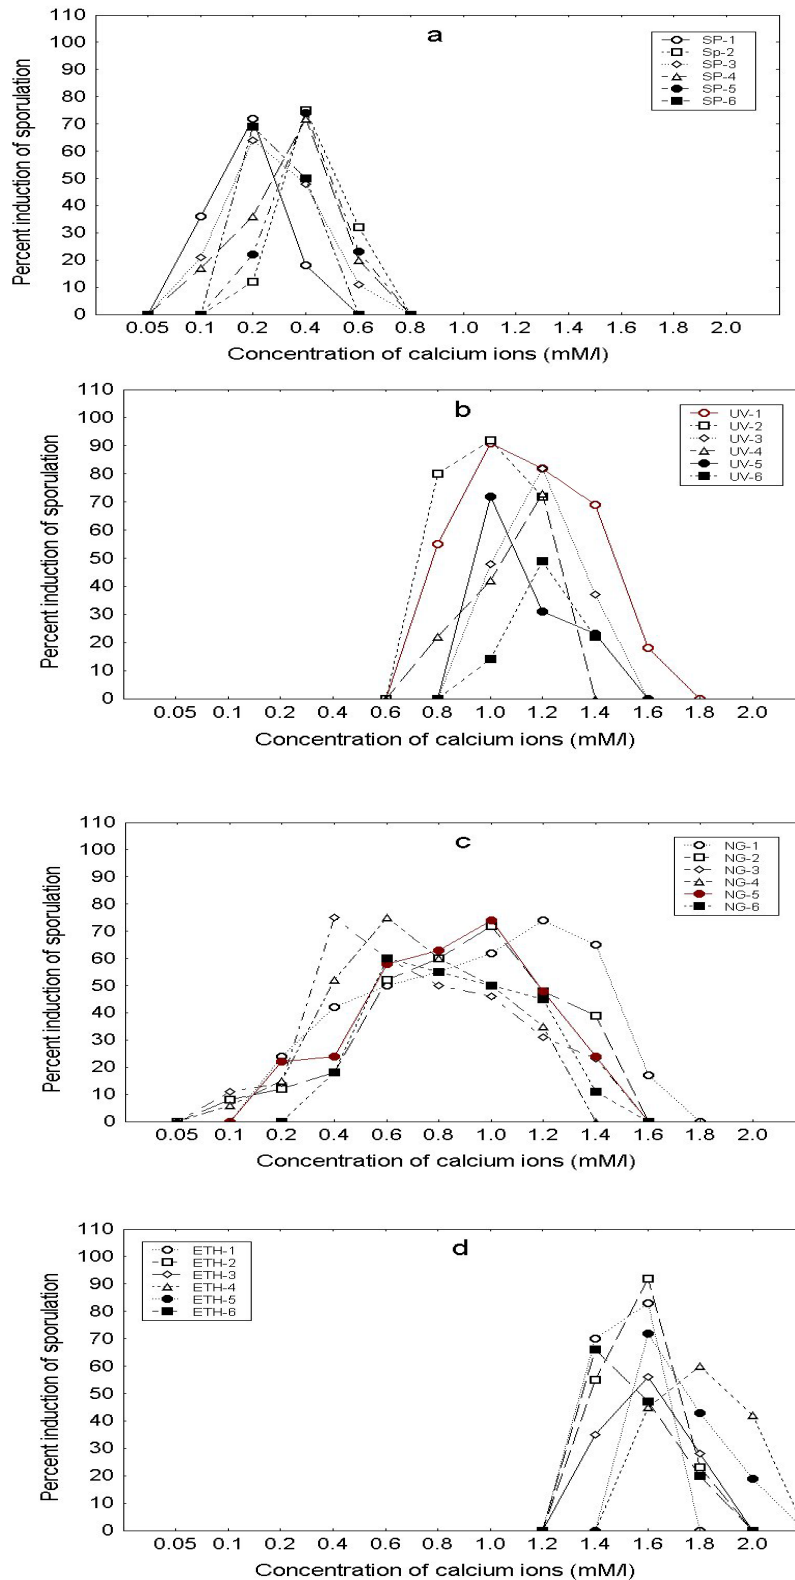 a
110
100
90
80
70
60
50
40
30
20
10
0
Percent induction of sporulation
SP-1
Sp-2
SP-3
SP-4
SP-5
SP-6
0.05 0.1 0.2 0.4 0.6 0.8 1.0 1.2 1.4 1.6 1.8 2.0
Concentration of calcium ions (mM/l)
b
110
100
90
80
70
60
50
40
30
20
10
0
Percent induction of sporulation
UV-1
UV-2
UV-3
UV-4
UV-5
UV-6
0.05 0.1 0.2 0.4 0.6 0.8 1.0 1.2 1.4 1.6 1.8 2.0
Concentration of calcium ions (mM/l)
c
110
100
90
80
70
60
50
40
30
20
10
0
Percent induction of sporulation
NG-1
NG-2
NG-3
NG-4
NG-5
NG-6
0.05 0.1 0.2 0.4 0.6 0.8 1.0 1.2 1.4 1.6 1.8 2.0
Concentration of calcium ions (mM/l)
d
110
100
90
80
70
60
50
40
30
20
10
0
Percent induction of sporulation
ETH-1
ETH-2
ETH-3
ETH-4
ETH-5
ETH-6
0.05 0.1 0.2 0.4 0.6 0.8 1.0 1.2 1.4 1.6 1.8 2.0
Concentration of calcium ions (mM/l)